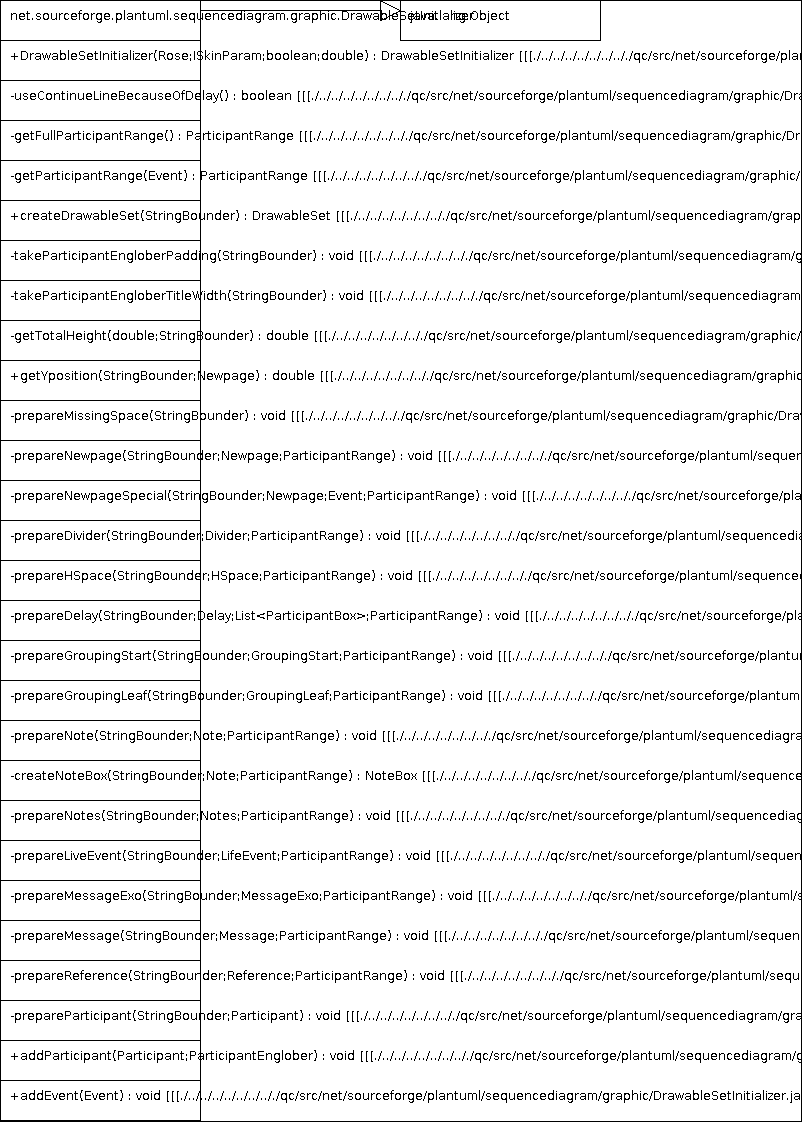 net.sourceforge.plantuml.sequencediagram.graphic.DrawableSetInitializer java.lang.Object
+DrawableSetInitializer(Rose;ISkinParam;boolean;double) : DrawableSetInitializer [[[./../../../../../../../qc/src/net/sourceforge/plan
-useContinueLineBecauseOfDelay() : boolean [[[./../../../../../../../qc/src/net/sourceforge/plantuml/sequencediagram/graphic/Dra
-getFullParticipantRange() : ParticipantRange [[[./../../../../../../../qc/src/net/sourceforge/plantuml/sequencediagram/graphic/Dr
-getParticipantRange(Event) : ParticipantRange [[[./../../../../../../../qc/src/net/sourceforge/plantuml/sequencediagram/graphic/
+createDrawableSet(StringBounder) : DrawableSet [[[./../../../../../../../qc/src/net/sourceforge/plantuml/sequencediagram/grap
-takeParticipantEngloberPadding(StringBounder) : void [[[./../../../../../../../qc/src/net/sourceforge/plantuml/sequencediagram/g
-takeParticipantEngloberTitleWidth(StringBounder) : void [[[./../../../../../../../qc/src/net/sourceforge/plantuml/sequencediagram
-getTotalHeight(double;StringBounder) : double [[[./../../../../../../../qc/src/net/sourceforge/plantuml/sequencediagram/graphic/
+getYposition(StringBounder;Newpage) : double [[[./../../../../../../../qc/src/net/sourceforge/plantuml/sequencediagram/graphic
-prepareMissingSpace(StringBounder) : void [[[./../../../../../../../qc/src/net/sourceforge/plantuml/sequencediagram/graphic/Draw
-prepareNewpage(StringBounder;Newpage;ParticipantRange) : void [[[./../../../../../../../qc/src/net/sourceforge/plantuml/sequen
-prepareNewpageSpecial(StringBounder;Newpage;Event;ParticipantRange) : void [[[./../../../../../../../qc/src/net/sourceforge/pla
-prepareDivider(StringBounder;Divider;ParticipantRange) : void [[[./../../../../../../../qc/src/net/sourceforge/plantuml/sequencedia
-prepareHSpace(StringBounder;HSpace;ParticipantRange) : void [[[./../../../../../../../qc/src/net/sourceforge/plantuml/sequenced
-prepareDelay(StringBounder;Delay;List<ParticipantBox>;ParticipantRange) : void [[[./../../../../../../../qc/src/net/sourceforge/pla
-prepareGroupingStart(StringBounder;GroupingStart;ParticipantRange) : void [[[./../../../../../../../qc/src/net/sourceforge/plantum
-prepareGroupingLeaf(StringBounder;GroupingLeaf;ParticipantRange) : void [[[./../../../../../../../qc/src/net/sourceforge/plantum
-prepareNote(StringBounder;Note;ParticipantRange) : void [[[./../../../../../../../qc/src/net/sourceforge/plantuml/sequencediagra
-createNoteBox(StringBounder;Note;ParticipantRange) : NoteBox [[[./../../../../../../../qc/src/net/sourceforge/plantuml/sequence
-prepareNotes(StringBounder;Notes;ParticipantRange) : void [[[./../../../../../../../qc/src/net/sourceforge/plantuml/sequencediag
-prepareLiveEvent(StringBounder;LifeEvent;ParticipantRange) : void [[[./../../../../../../../qc/src/net/sourceforge/plantuml/sequen
-prepareMessageExo(StringBounder;MessageExo;ParticipantRange) : void [[[./../../../../../../../qc/src/net/sourceforge/plantuml/s
-prepareMessage(StringBounder;Message;ParticipantRange) : void [[[./../../../../../../../qc/src/net/sourceforge/plantuml/sequen
-prepareReference(StringBounder;Reference;ParticipantRange) : void [[[./../../../../../../../qc/src/net/sourceforge/plantuml/sequ
-prepareParticipant(StringBounder;Participant) : void [[[./../../../../../../../qc/src/net/sourceforge/plantuml/sequencediagram/gra
+addParticipant(Participant;ParticipantEnglober) : void [[[./../../../../../../../qc/src/net/sourceforge/plantuml/sequencediagram/g
+addEvent(Event) : void [[[./../../../../../../../qc/src/net/sourceforge/plantuml/sequencediagram/graphic/DrawableSetInitializer.ja